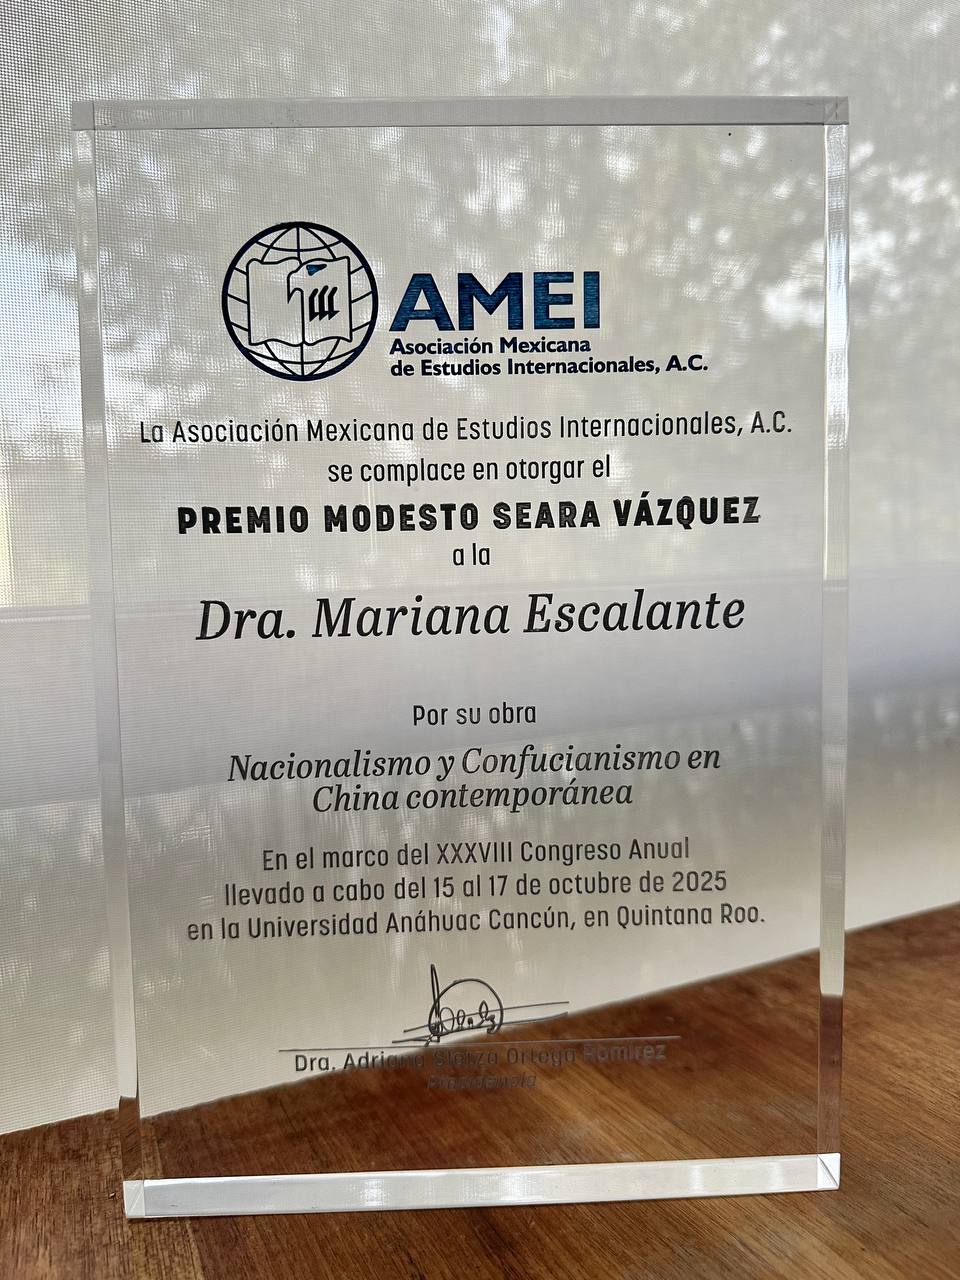 AMEI
Asociación Mexicana
de Estudios Internacionales, A.C.
La Asociación Mexicana de Estudios Internacionales, A.C.
se complace en otorgar el
PREMIO MODESTO SEARA VÁZQUEZ
a la
Dra. Mariana Escalante
Por su obra
Nacionalismo y Confucianismo en
China contemporánea
En el marco del XXXVIII Congreso Anual
llevado a cabo del 15 al 17 de octubre de 2025
en la Universidad Anáhuac Cancún, en Quintana Roo.
Dra. Adriana Sletza Ortega Ramírez
Presidencia